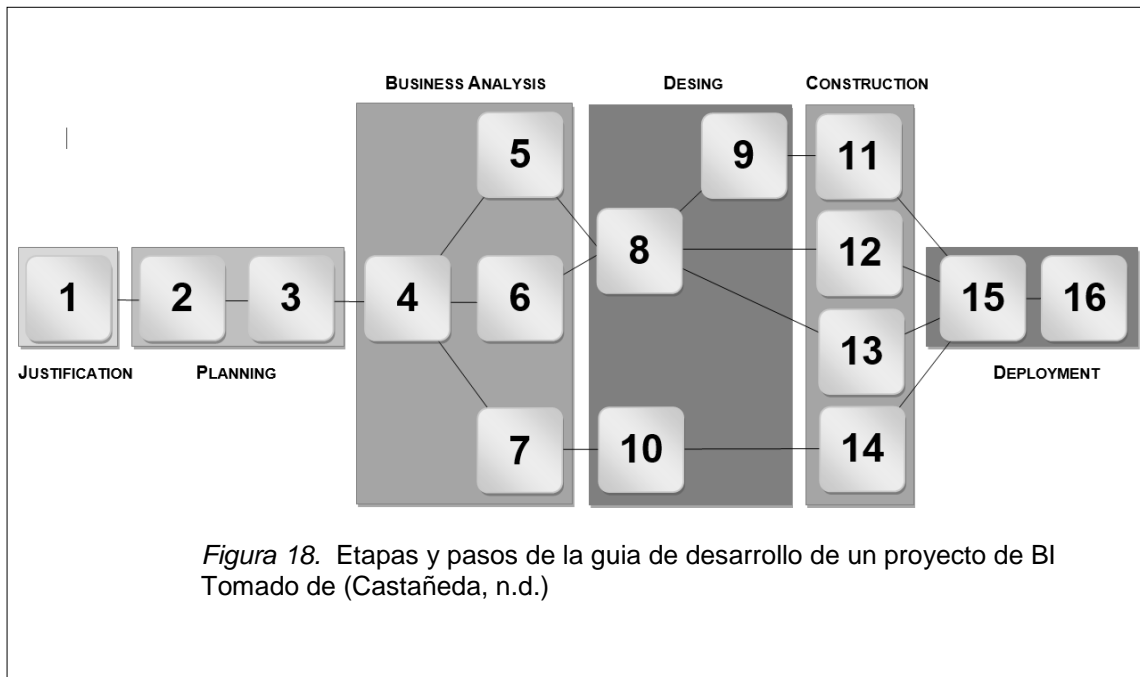 BUSINESS ANALYSIS
DESING
CONSTRUCTION
5
9
11
8
12
1
2
3
4
6
15
16
13
JUSTIFICATION
PLANNING
DEPLOYMENT
7
10
14
Figura 18. Etapas y pasos de la guia de desarrollo de un proyecto de BI
Tomado de (Castañeda, n.d.)